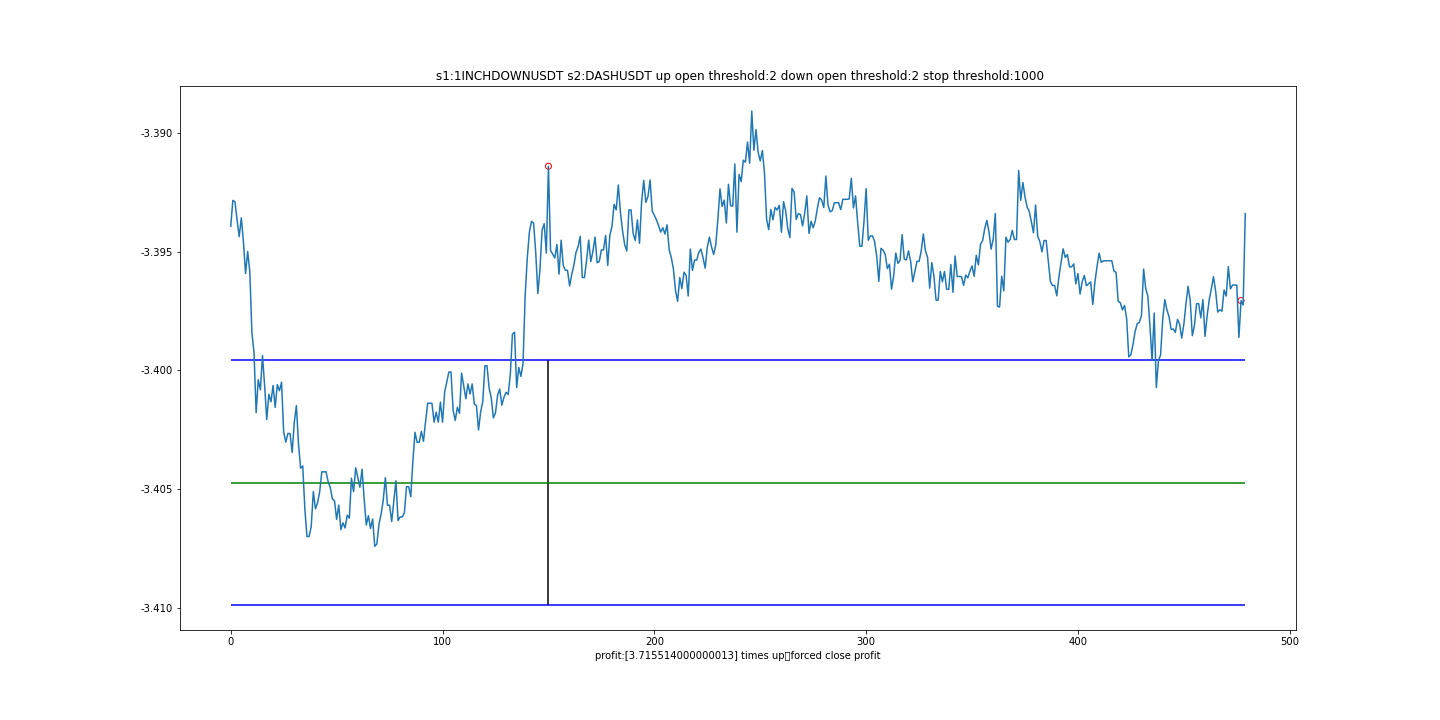 s1:1INCHDOWNUSDT s2:DASHUSDT up open threshold:2 down open threshold:2 stop threshold:1000
-3.390
-3.395
-3.400
-3.405
-3.410
0 100 200 300 400 500
profit:[3.715514000000013] times up▯forced close profit